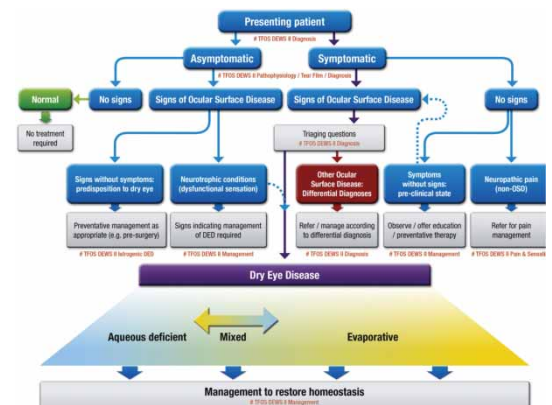 Presenting patient
# TFOS DEWS II Diagnosis
Asymptomatic
Symptomatic
# TFOS DEWS II Pathophysiology / Tear Film / Diagnosis
Normal
No signs
Signs of Ocular Surface Disease
Signs of Ocular Surface Disease
No signs
No treatment
required
Triaging questions
# TFOS DEWS II Diagnosis
Signs without symptoms:
predisposition to dry eye
Neurotrophic conditions
(dysfunctional sensation)
Other Ocular
Surface Disease:
Differential Diagnoses
Symptoms
without signs:
pre-clinical state
Neuropathic pain
(non-OSD)
Preventative management as
appropriate (e.g. pre-surgery)
Signs indicating management
of DED required
Refer / manage according
to differential diagnosis
Observe / offer education
/ preventative therapy
Refer for pain
management
# TFOS DEWS II Iatrogenic DED
# TFOS DEWS II Management
# TFOS DEWS II Diagnosis
# TFOS DEWS II Management
# TFOS DEWS II Pain &
Dry Eye Disease
Aqueous deficient
Mixed
Evaporative
Management to restore homeostasis
# TFOS DEWS II Management